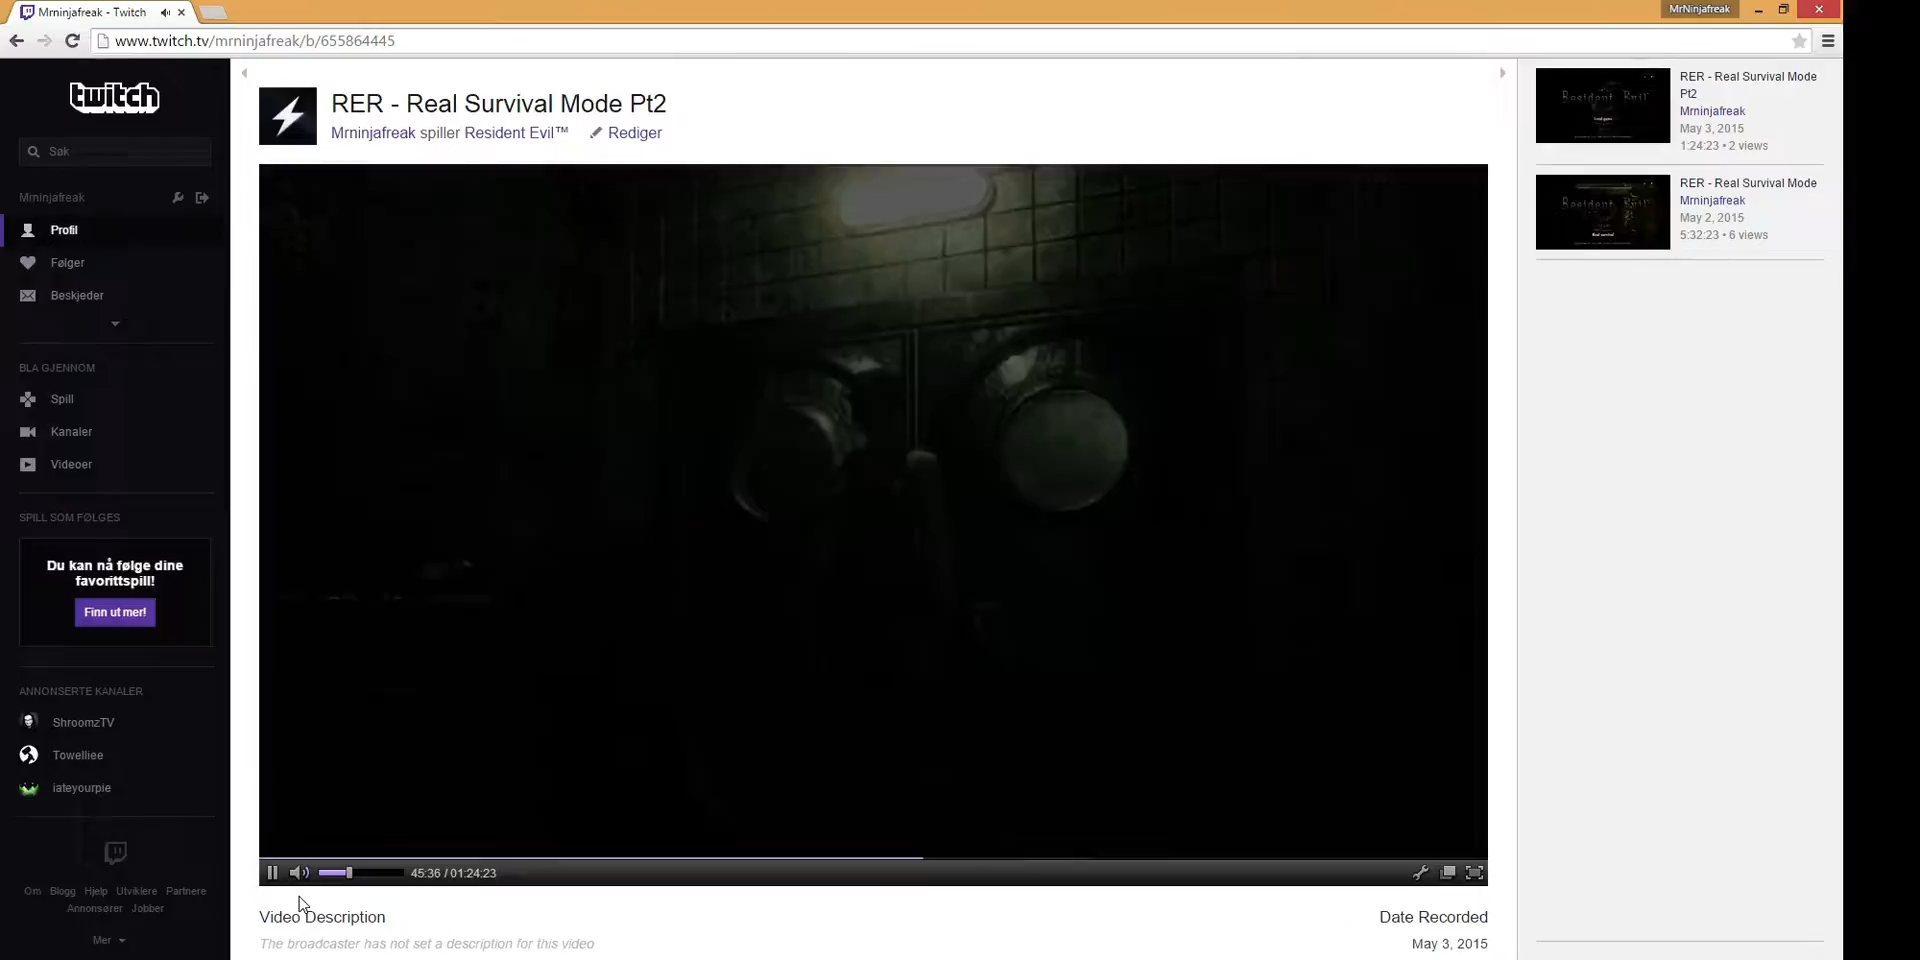 Mrninjafreak - Twitch
MrNinjafreak
www.twitch.tv/mrninjafreak/b/655864445
twitch
Søk
Mrninjafreak
Profil
Følger
Beskjeder
BLA GJENNOM
Spill
Kanaler
Videoer
SPILL SOM FØLGES
Du kan nå følge dine
favorittspill!
Finn ut mer!
ANNONSERTE KANALER
ShroomzTV
Towelliee
iateyourpie
Om Blogg Hjelp Utviklere Partnere
Annonsører Jobber
Mer
RER - Real Survival Mode Pt2
Mrninjafreak spiller Resident Evil™ Rediger
45:36 / 01:24:23
Video Description
The broadcaster has not set a description for this video
Date Recorded
May 3, 2015
Resident Evil
RER - Real Survival Mode
Pt2
Mrninjafreak
May 3, 2015
1:24:23 • 2 views
Resident Evil
RER - Real Survival Mode
Mrninjafreak
May 2, 2015
5:32:23 • 6 views